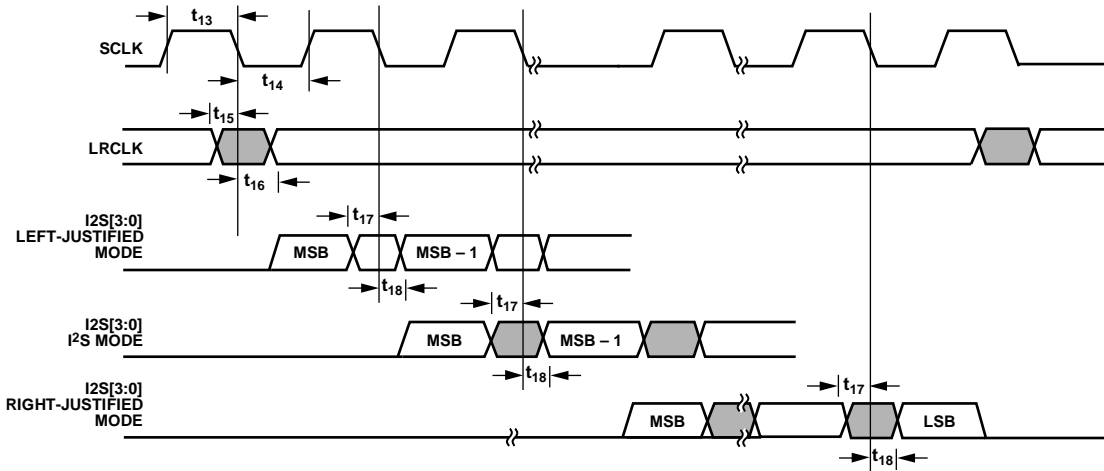 t13
SCLK
t14
t15
LRCLK
t16
I2S[3:0]
LEFT-JUSTIFIED
MODE
t17
MSB
MSB – 1
t18
I2S[3:0]
I²S MODE
t17
MSB
MSB – 1
t18
I2S[3:0]
RIGHT-JUSTIFIED
MODE
t17
MSB
LSB
t18